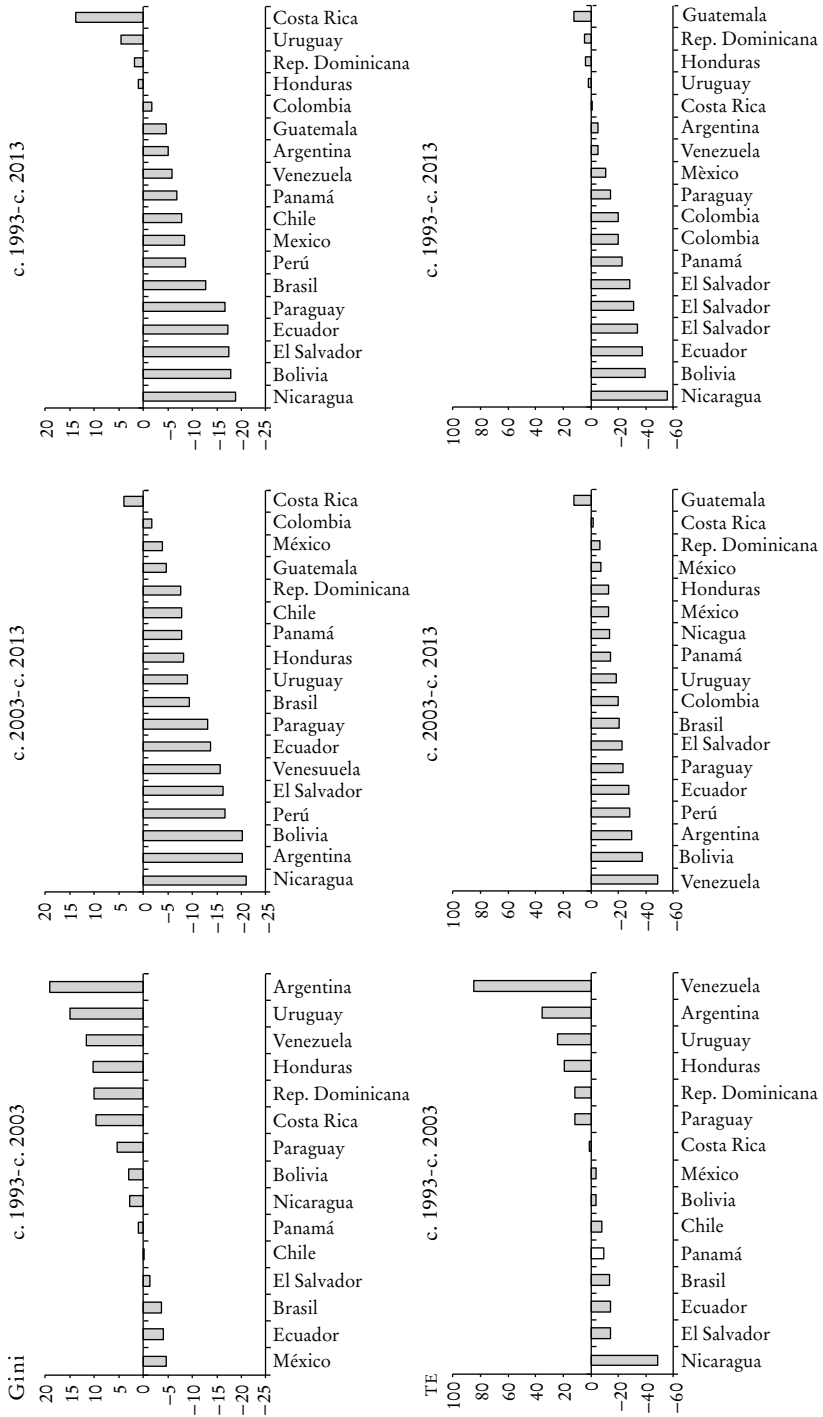 Gini
c. 1993-c. 2003
20
15
10
5
0
−5
−10
−15
−20
−25
México
Ecuador
Brasil
El Salvador
Chile
Panamá
Nicaragua
Bolivia
Paraguay
Costa Rica
Rep. Dominicana
Honduras
Venezuela
Uruguay
Argentina
c. 2003-c. 2013
20
15
10
5
0
−5
−10
−15
−20
−25
Nicaragua
Argentina
Bolivia
Perú
El Salvador
Venesuuela
Ecuador
Paraguay
Brasil
Uruguay
Honduras
Panamá
Chile
Rep. Dominicana
Guatemala
México
Colombia
Costa Rica
c. 1993-c. 2013
20
15
10
5
0
−5
−10
−15
−20
−25
Nicaragua
Bolivia
El Salvador
Ecuador
Paraguay
Brasil
Perú
Mexico
Chile
Panamá
Venezuela
Argentina
Guatemala
Colombia
Honduras
Rep. Dominicana
Uruguay
Costa Rica
TE
c. 1993-c. 2003
100
80
60
40
20
0
−20
−40
−60
Nicaragua
El Salvador
Ecuador
Brasil
Panamá
Chile
Bolivia
México
Costa Rica
Paraguay
Rep. Dominicana
Honduras
Uruguay
Argentina
Venezuela
c. 2003-c. 2013
100
80
60
40
20
0
−20
−40
−60
Venezuela
Bolivia
Argentina
Perú
Ecuador
Paraguay
El Salvador
Brasil
Colombia
Uruguay
Panamá
Nicagua
México
Honduras
México
Rep. Dominicana
Costa Rica
Guatemala
c. 1993-c. 2013
100
80
60
40
20
0
−20
−40
−60
Nicaragua
Bolivia
Ecuador
El Salvador
El Salvador
El Salvador
Panamá
Colombia
Colombia
Paraguay
Mèxico
Venezuela
Argentina
Costa Rica
Uruguay
Honduras
Rep. Dominicana
Guatemala